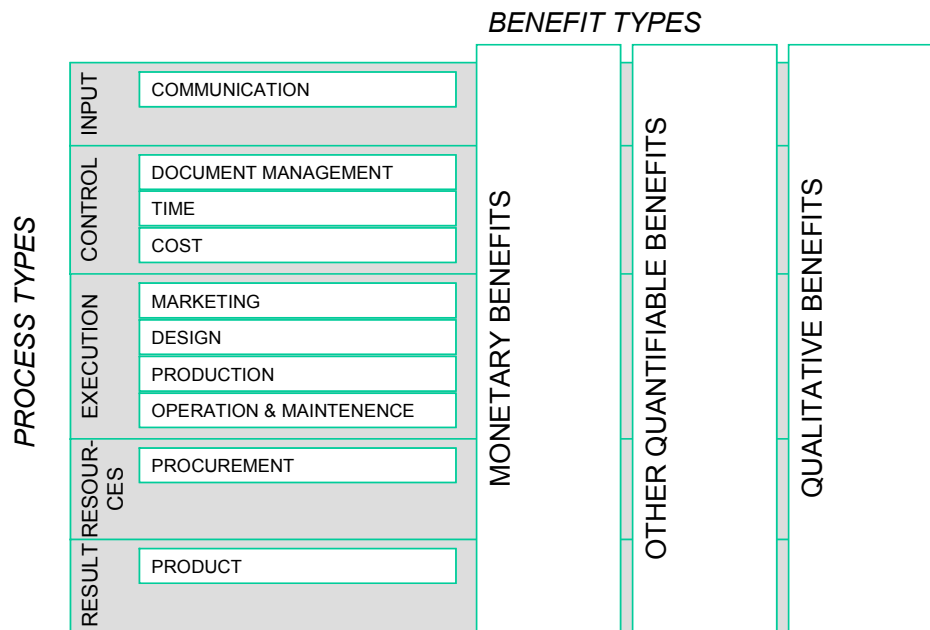 BENEFIT TYPES
PROCESS TYPES
INPUT
COMMUNICATION
CONTROL
DOCUMENT MANAGEMENT
TIME
COST
EXECUTION
MARKETING
DESIGN
PRODUCTION
OPERATION & MAINTENENCE
RESOUR-
CES
PROCUREMENT
RESULT
PRODUCT
MONETARY BENEFITS
OTHER QUANTIFIABLE BENEFITS
QUALITATIVE BENEFITS